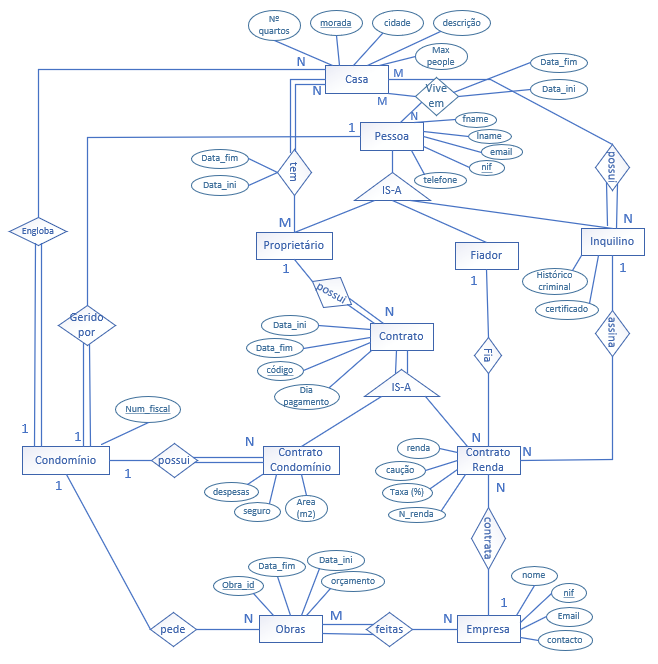 Nº
quartos
morada
cidade
descrição
Max
people
N
Casa
M
N
M
Vive
em
Data_fim
Data_ini
N
fname
1
Pessoa
lname
email
nif
telefone
possui
Data_fim
Data_ini
tem
IS-A
M
N
Engloba
Proprietário
Fiador
Inquilino
1
1
1
Histórico
criminal
certificado
possui
N
Gerido
por
Data_ini
Data_fim
código
Dia
pagamento
Contrato
Fia
assina
IS-A
Num_fiscal
1
1
N
N
N
Condomínio
possui
Contrato
Condomínio
renda
caução
Taxa (%)
N_renda
Contrato
Renda
1
1
N
despesas
seguro
Area
(m2)
contrata
Data_fim
Data_ini
Obra_id
orçamento
nome
nif
Email
contacto
1
pede
N
Obras
M
feitas
N
Empresa